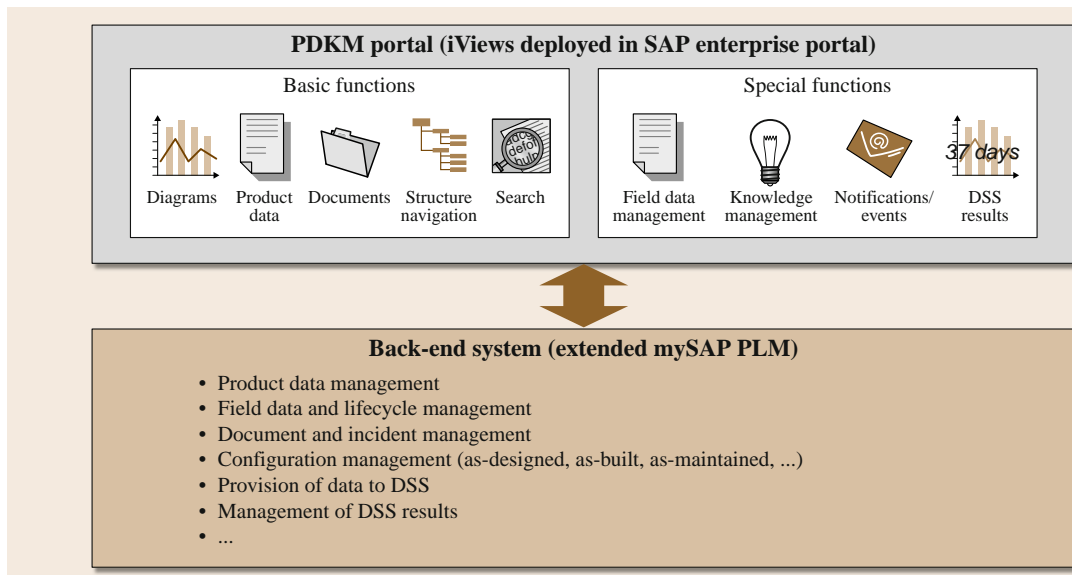 PDKM portal (iViews deployed in SAP enterprise portal)
Basic functions
Diagrams
Product
data
Documents
Structure
navigation
Search
Special functions
37 days
Field data
management
Knowledge
management
Notifications/
events
DSS
results
Back-end system (extended mySAP PLM)
• Product data management
• Field data and lifecycle management
• Document and incident management
• Configuration management (as-designed, as-built, as-maintained, ...)
• Provision of data to DSS
• Management of DSS results
• ...